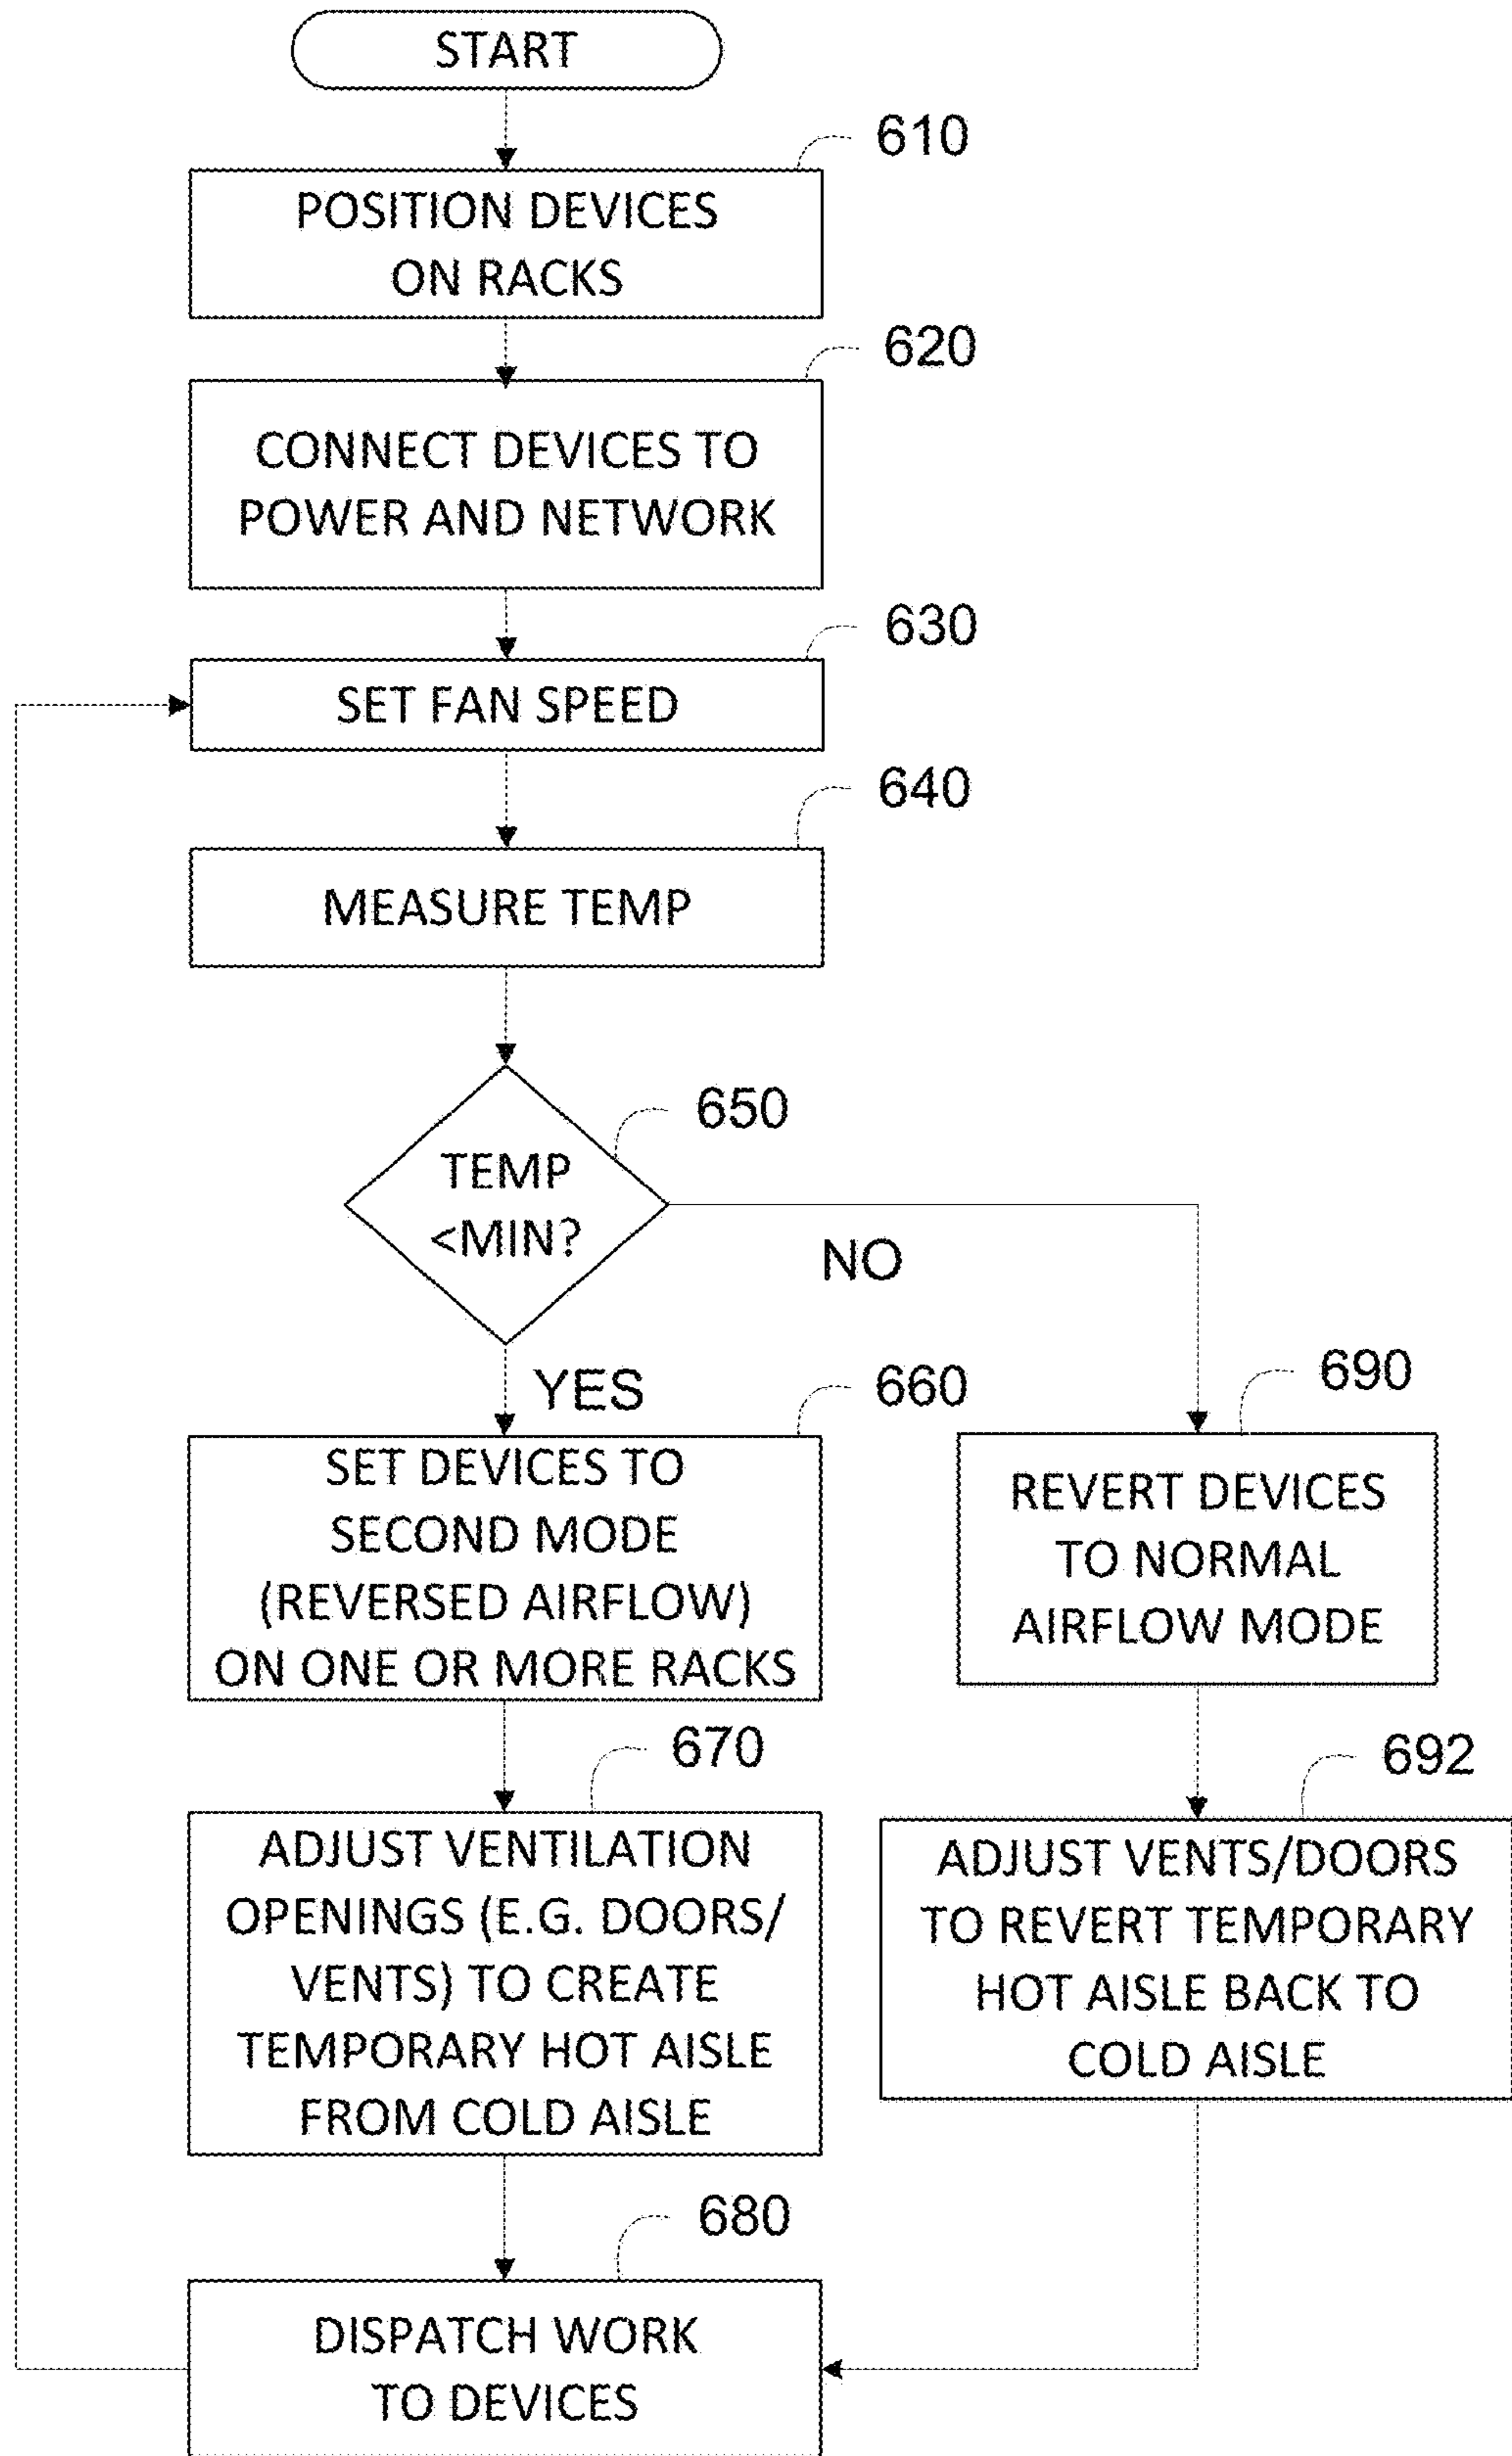 START
610
POSITION DEVICES
ON RACKS
620
CONNECT DEVICES TO
POWER AND NETWORK
630
SET FAN SPEED
640
MEASURE TEMP
650
TEMP
<MIN?
NO
YES
660
SET DEVICES TO
SECOND MODE
(REVERSED AIRFLOW)
ON ONE OR MORE RACKS
690
REVERT DEVICES
TO NORMAL
AIRFLOW MODE
670
ADJUST VENTILATION
OPENINGS (E.G. DOORS/
VENTS) TO CREATE
TEMPORARY HOT AISLE
FROM COLD AISLE
692
ADJUST VENTS/DOORS
TO REVERT TEMPORARY
HOT AISLE BACK TO
COLD AISLE
680
DISPATCH WORK
TO DEVICES